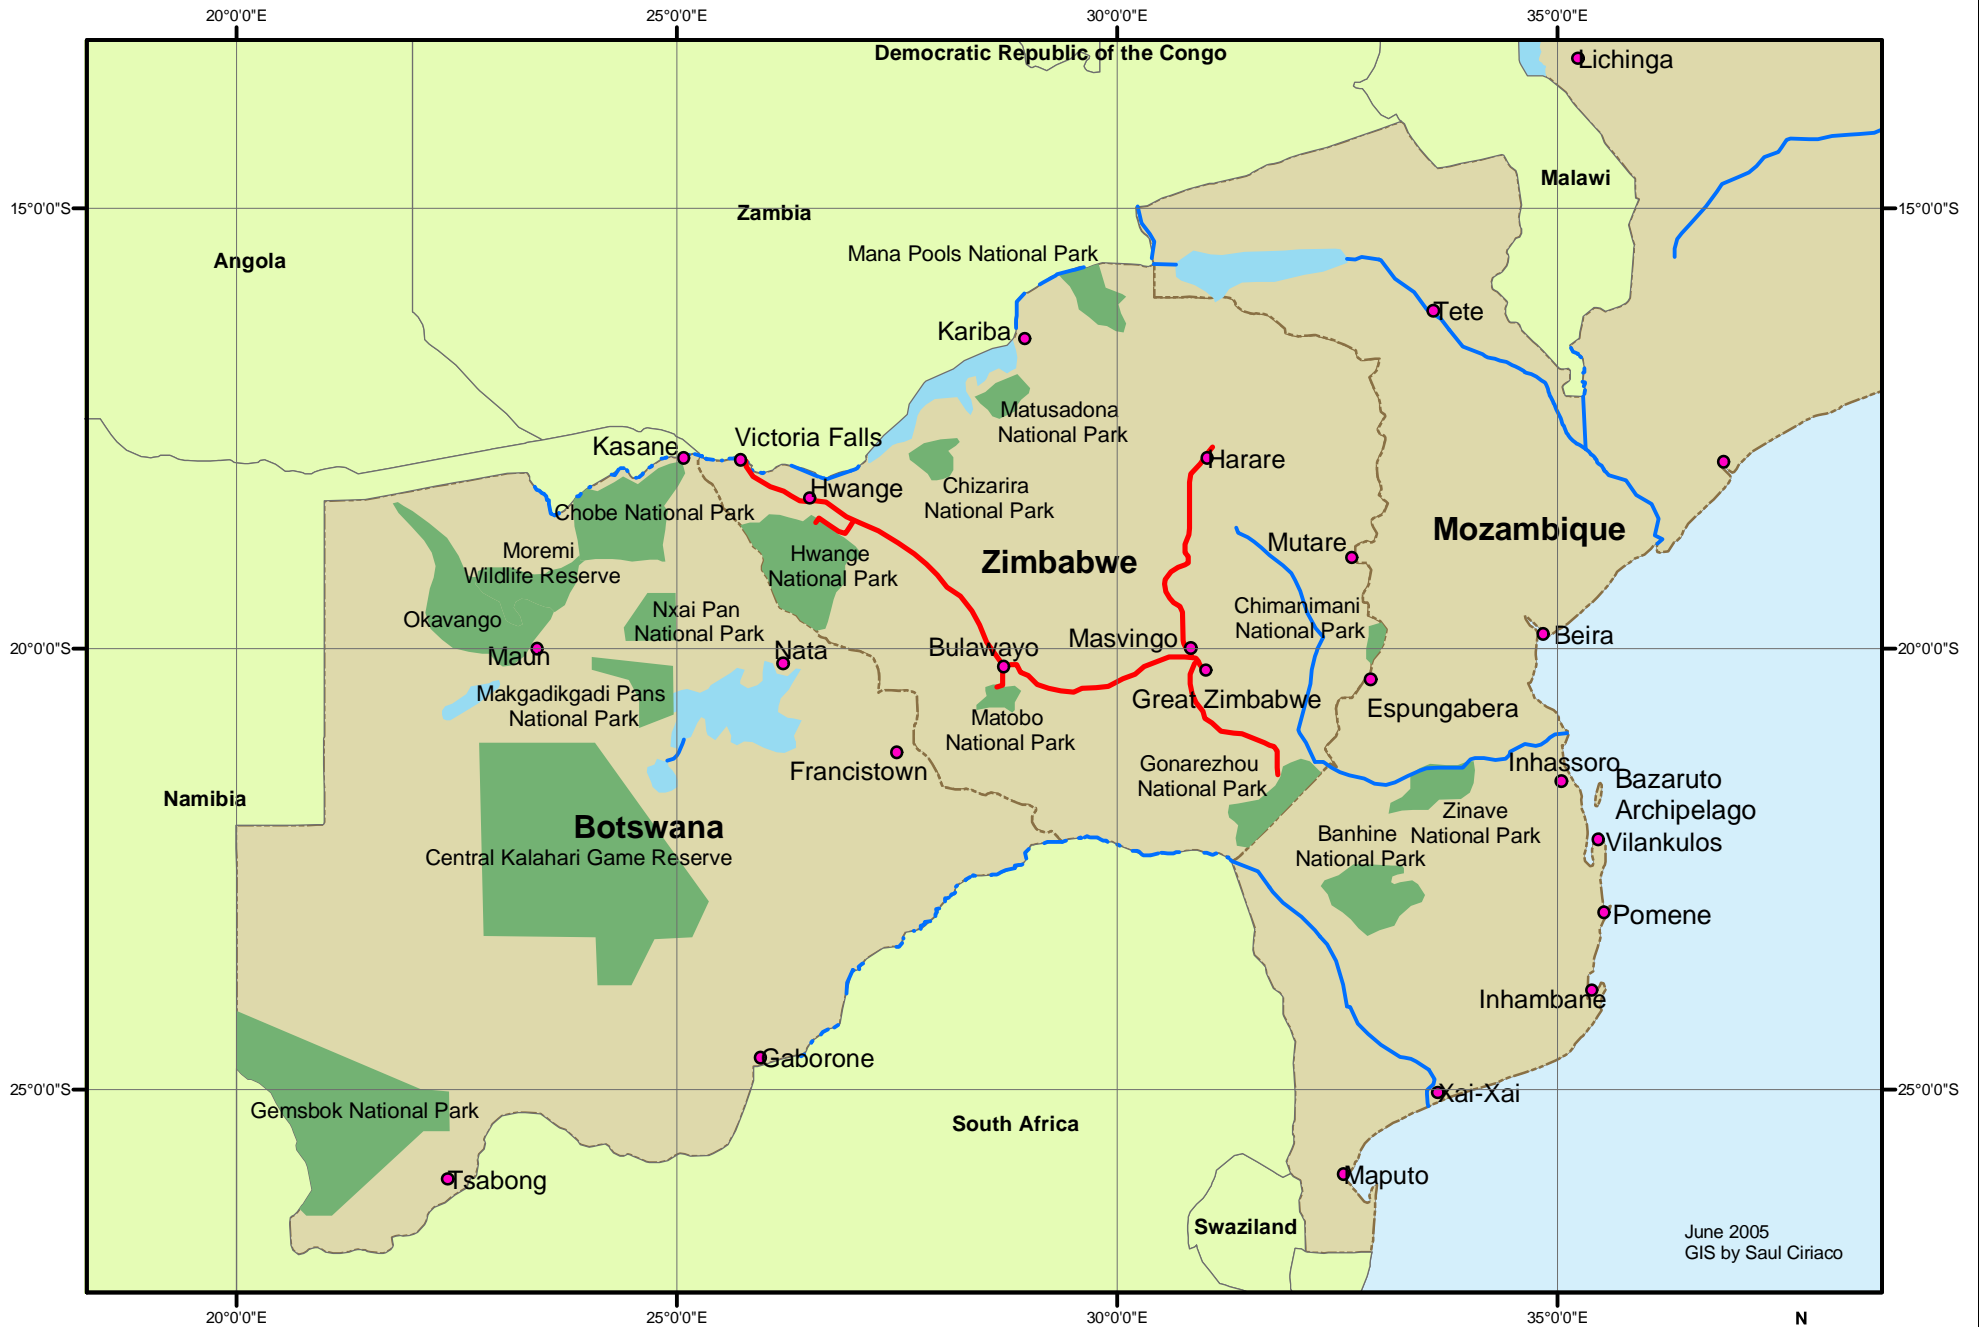 20°0'0"E
25°0'0"E
30°0'0"E
35°0'0"E
Democratic Republic of the Congo
Lichinga
Malawi
15°0'0"S
15°0'0"S
Zambia
Angola
Mana Pools National Park
Tete
Kariba
Matusadona
National Park
Victoria Falls
Kasane
Harare
Hwange
Chizarira
National Park
Chobe National Park
Mozambique
Mutare
Moremi
Wildlife Reserve
Hwange
National Park
Zimbabwe
Chimanimani
National Park
Nxai Pan
National Park
Okavango
Beira
Masvingo
Bulawayo
Nata
Maun
20°0'0"S
20°0'0"S
Makgadikgadi Pans
National Park
Great Zimbabwe
Espungabera
Matobo
National Park
Gonarezhou
National Park
Inhassoro
Francistown
Bazaruto
Archipelago
Namibia
Zinave
National Park
Botswana
Banhine
National Park
Vilankulos
Central Kalahari Game Reserve
Pomene
Inhambane
Gaborone
25°0'0"S
25°0'0"S
Xai-Xai
Gemsbok National Park
South Africa
Tsabong
Maputo
Swaziland
June 2005
GIS by Saul Ciriaco
20°0'0"E
25°0'0"E
30°0'0"E
35°0'0"E
N